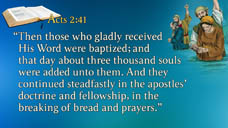 Acts 2:41
“Then those who gladly received
His Word were baptized; and
that day about three thousand souls
were added unto them. And they
continued steadfastly in the apostles’
doctrine and fellowship, in the
breaking of bread and prayers.”